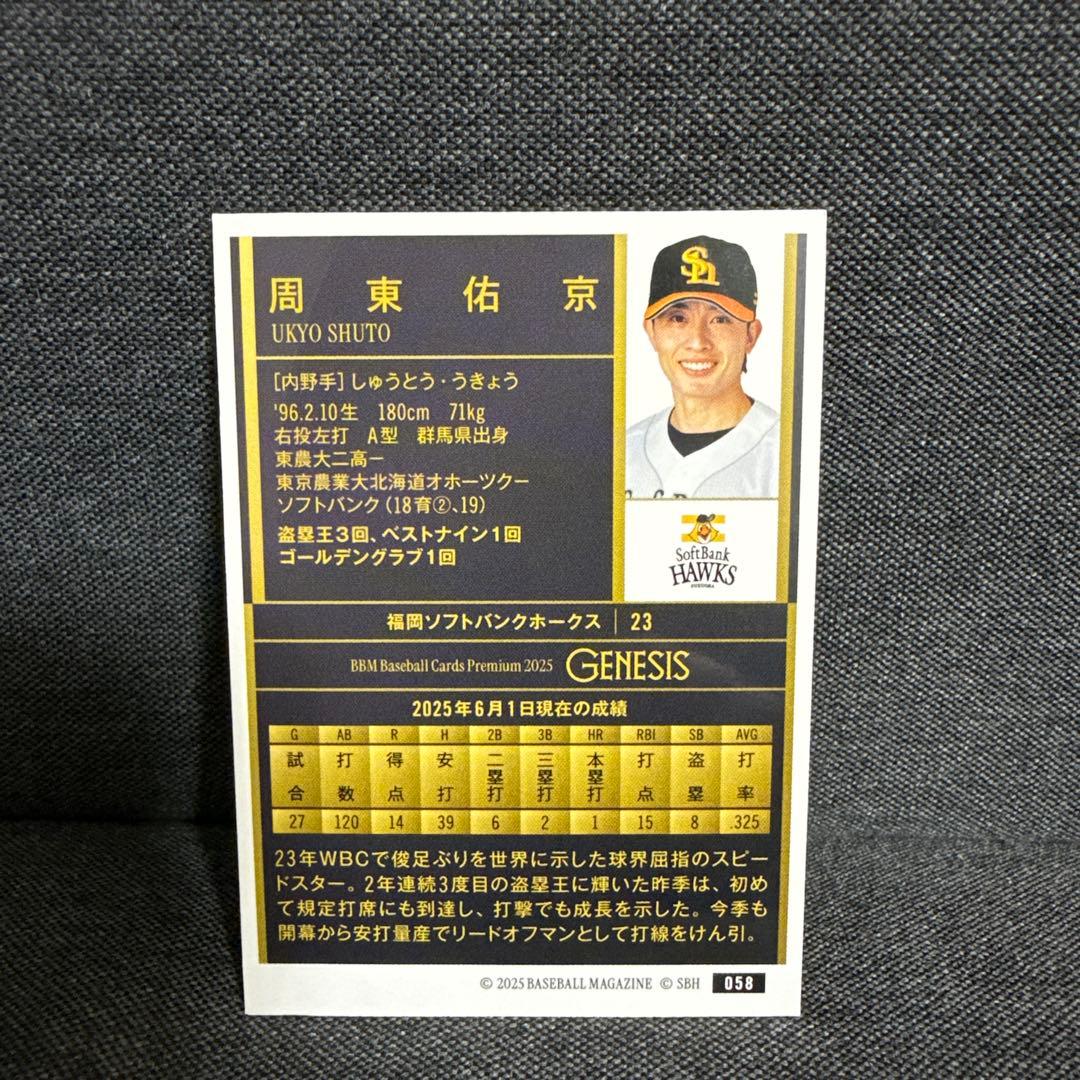 周東佑京
UKYO SHUTO
[内野手] しゅうとう・うきょう
'96.2.10生 180cm 71kg
右投左打 A型 群馬県出身
東農大二高ー
東京農業大北海道オホーツクー
ソフトバンク (18育②、19)
盗塁王3回、ベストナイン1回
ゴールデングラブ1回
Sh
SoftBank
HAWKS
福岡ソフトバンクホークス | 23
BBM Baseball Cards Premium 2025 GENESIS
2025年6月1日現在の成績
G AB R H 2B 3B HR RBI SB AVG
試合 打数 得点 安打 二塁打 三塁打 本塁打 打点 盗塁 打率
27 120 14 39 6 2 1 15 8 .325
23年WBCで俊足ぶりを世界に示した球界屈指のスピー
ドスター。2年連続3度目の盗塁王に輝いた昨季は、初め
て規定打席にも到達し、打撃でも成長を示した。今季も
開幕から安打量産でリードオフマンとして打線をけん引。
© 2025 BASEBALL MAGAZINE © SBH 058